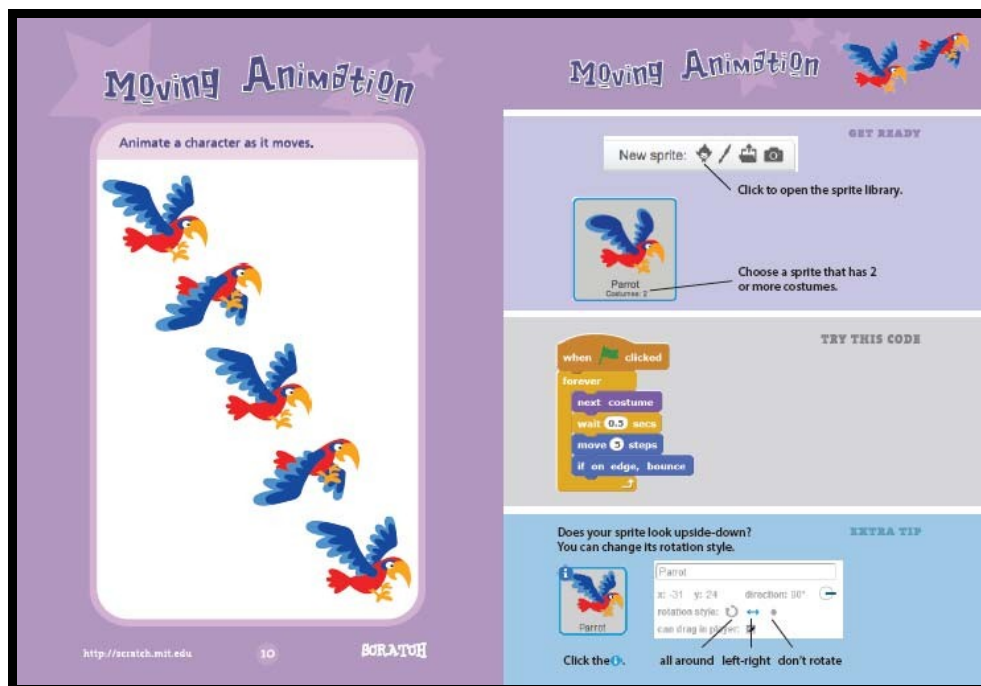 Moving Animation
Animate a character as it moves.
http://scratch.mit.edu
10
SCRATCH
Moving Animation
GET READY
New sprite:
Click to open the sprite library.
Parrot
Costumes: 2
Choose a sprite that has 2
or more costumes.
TRY THIS CODE
when clicked
forever
next costume
wait 0.5 secs
move 5 steps
if on edge, bounce
EXTRA TIP
Does your sprite look upside-down?
You can change its rotation style.
i
Parrot
Parrot
x: -31 y: 24 direction: 90°
rotation style:
can drag in player:
Click the i.
all around left-right don't rotate